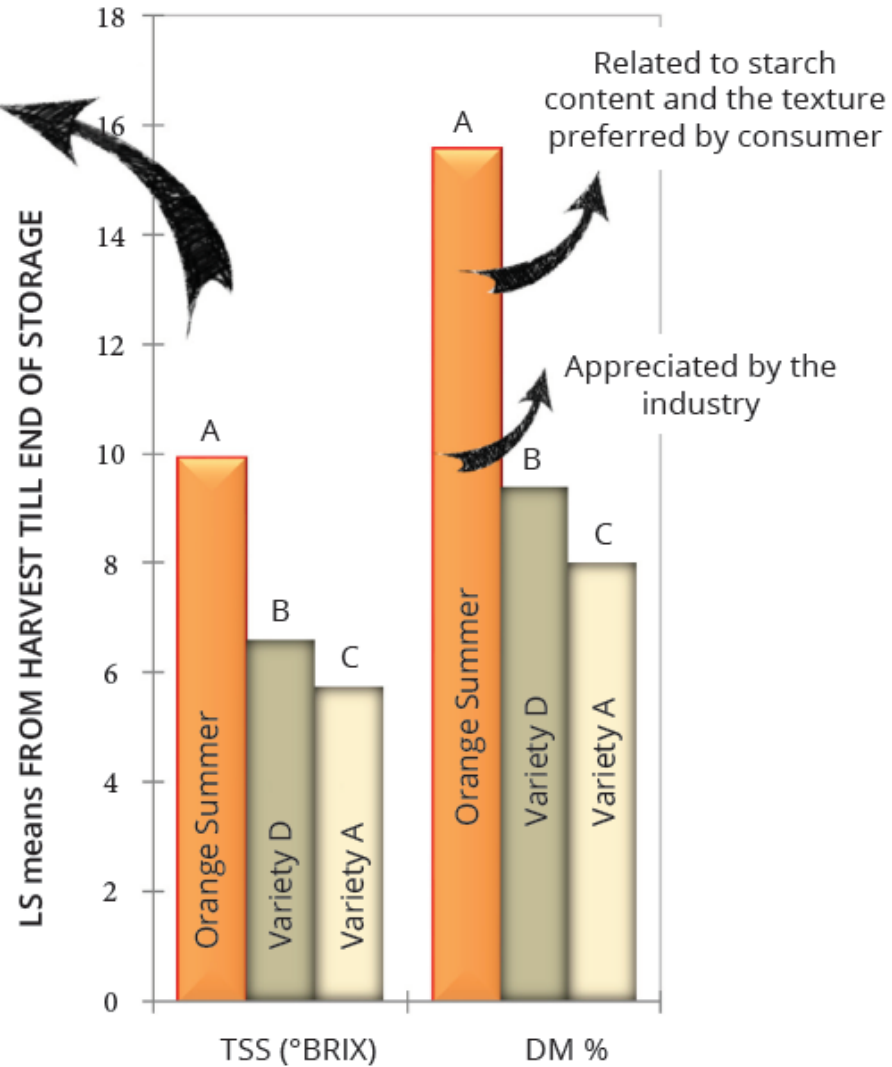 18
16
14
12
10
8
6
4
2
0
LS means FROM HARVEST TILL END OF STORAGE
A
B
C
Orange Summer
Variety D
Variety A
TSS (°BRIX)
A
B
C
Orange Summer
Variety D
Variety A
DM %
Related to starch
content and the texture
preferred by consumer
Appreciated by the
industry